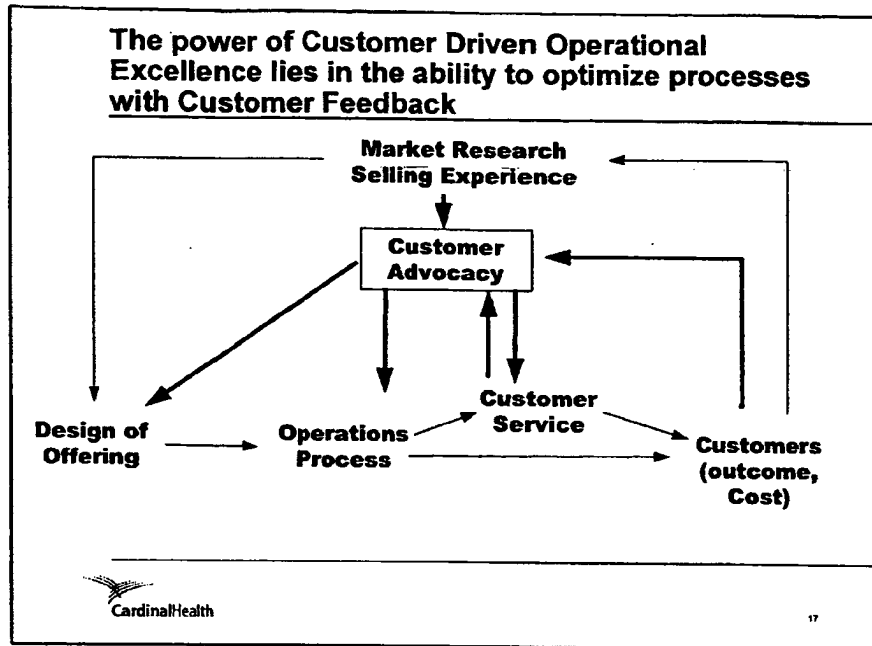 The power of Customer Driven Operational
Excellence lies in the ability to optimize processes
with Customer Feedback
Market Research
Selling Experience
Customer
Advocacy
Customer
Service
Design of
Offering
Operations
Process
Customers
(outcome,
Cost)
CardinalHealth
17